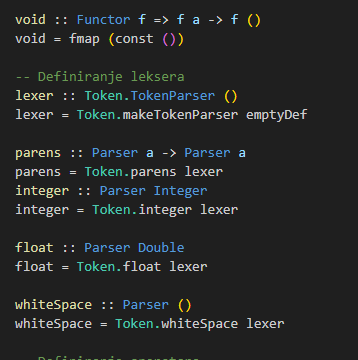 void :: Functor f => f a -> f ()
void = fmap (const ())
-- Definiranje leksera
lexer :: Token.TokenParser ()
lexer = Token.makeTokenParser emptyDef
parens :: Parser a -> Parser a
parens = Token.parens lexer
integer :: Parser Integer
integer = Token.integer lexer
float :: Parser Double
float = Token.float lexer
whiteSpace :: Parser ()
whiteSpace = Token.whiteSpace lexer